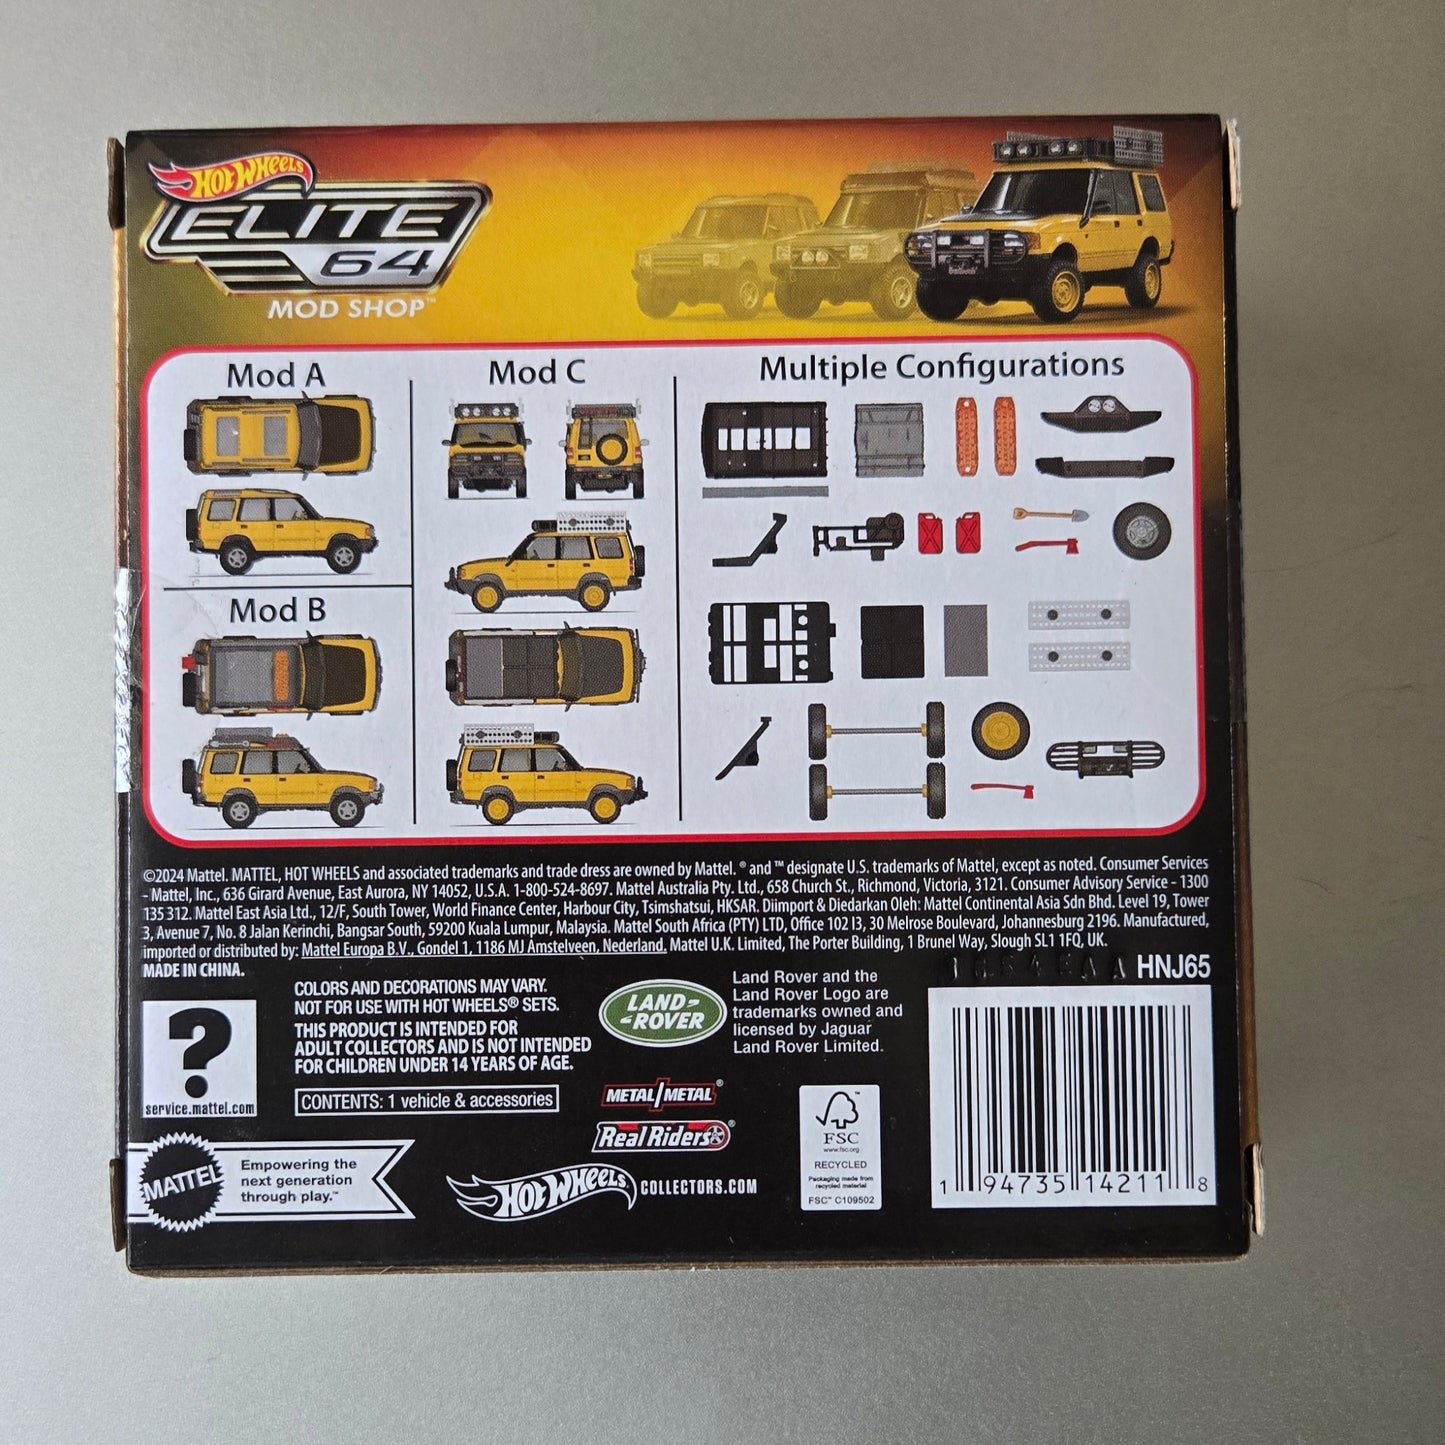 HOT WHEELS
ELITE
64
MOD SHOP™
Mod A
Mod C
Multiple Configurations
Mod B
©2024 Mattel. MATTEL, HOT WHEELS and associated trademarks and trade dress are owned by Mattel. ® and ™ designate U.S. trademarks of Mattel, except as noted. Consumer Services
- Mattel, Inc., 636 Girard Avenue, East Aurora, NY 14052, U.S.A. 1-800-524-8697. Mattel Australia Pty. Ltd., 658 Church St., Richmond, Victoria, 3121. Consumer Advisory Service - 1300
135 312. Mattel East Asia Ltd., 12/F, South Tower, World Finance Center, Harbour City, Tsimshatsui, HKSAR. Diimport & Diedarkan Oleh: Mattel Continental Asia Sdn Bhd. Level 19, Tower
3, Avenue 7, No. 8 Jalan Kerinchi, Bangsar South, 59200 Kuala Lumpur, Malaysia. Mattel South Africa (PTY) LTD, Office 102 I3, 30 Melrose Boulevard, Johannesburg 2196. Manufactured,
imported or distributed by: Mattel Europa B.V., Gondel 1, 1186 MJ Amstelveen, Nederland. Mattel U.K. Limited, The Porter Building, 1 Brunel Way, Slough SL1 1FQ, UK.
MADE IN CHINA.
HNJ65
COLORS AND DECORATIONS MAY VARY.
NOT FOR USE WITH HOT WHEELS® SETS.
THIS PRODUCT IS INTENDED FOR
ADULT COLLECTORS AND IS NOT INTENDED
FOR CHILDREN UNDER 14 YEARS OF AGE.
CONTENTS: 1 vehicle & accessories
LAND-
-ROVER
Land Rover and the
Land Rover Logo are
trademarks owned and
licensed by Jaguar
Land Rover Limited.
?
service.mattel.com
METAL/METAL®
Real Riders®
MATTEL
Empowering the
next generation
through play.™
HOT WHEELS COLLECTORS.COM
FSC
www.fsc.org
RECYCLED
Packaging made from
recycled material
FSC™ C109502
1 94735 14211 8